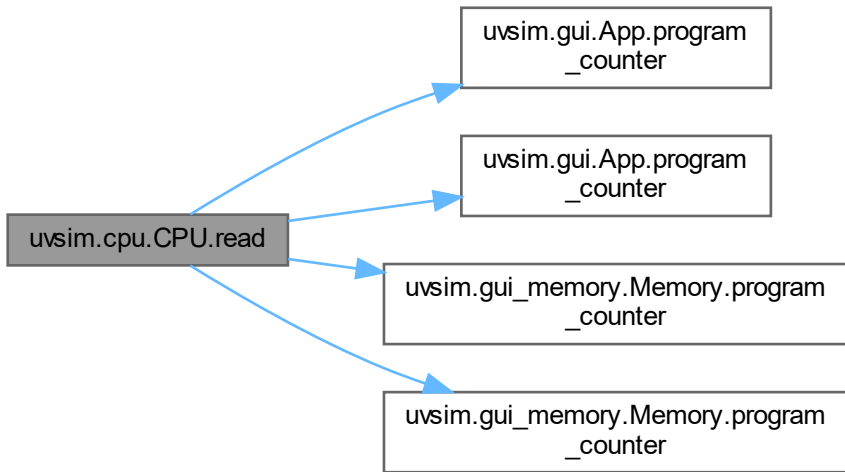 uvsim.gui.App.program
_counter
uvsim.gui.App.program
_counter
uvsim.cpu.CPU.read
uvsim.gui_memory.Memory.program
_counter
uvsim.gui_memory.Memory.program
_counter